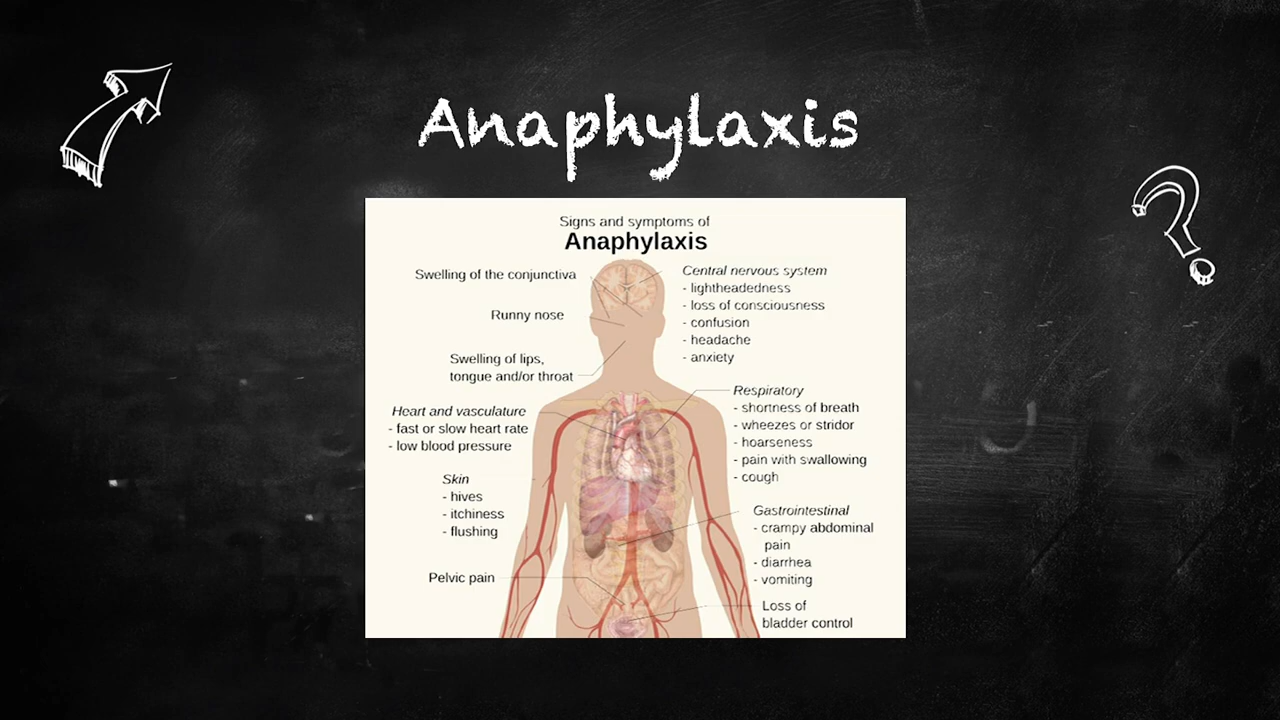 Anaphylaxis
Signs and symptoms of
Anaphylaxis
Swelling of the conjunctiva
Runny nose
Swelling of lips,
tongue and/or throat
Heart and vasculature
- fast or slow heart rate
- low blood pressure
Skin
- hives
- itchiness
- flushing
Pelvic pain
Central nervous system
- lightheadedness
- loss of consciousness
- confusion
- headache
- anxiety
Respiratory
- shortness of breath
- wheezes or stridor
- hoarseness
- pain with swallowing
- cough
Gastrointestinal
- crampy abdominal
pain
- diarrhea
- vomiting
Loss of
bladder control
?